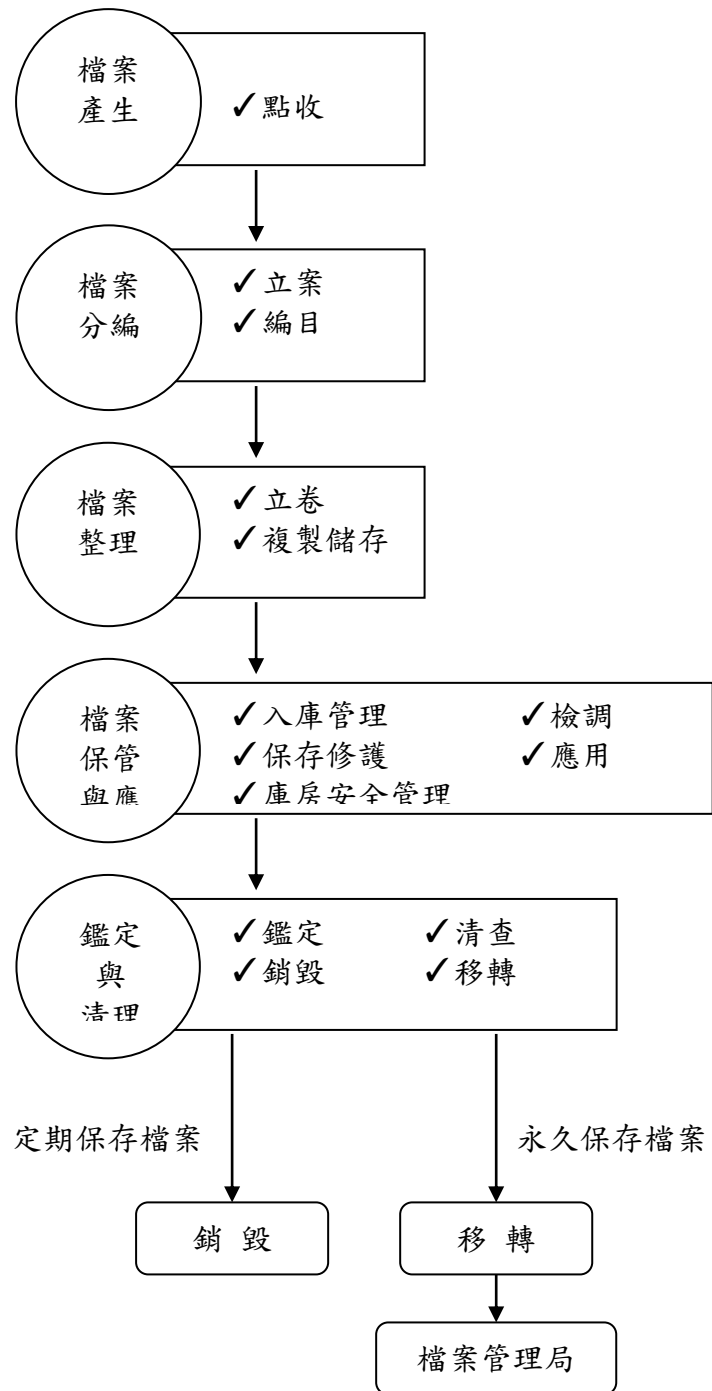 檔案
產生
✓點收
檔案
分編
✓立案
✓編目
檔案
整理
✓立卷
✓複製儲存
檔案
保管
與應
✓入庫管理 ✓檢調
✓保存修護 ✓應用
✓庫房安全管理
鑑定
與
清理
✓鑑定 ✓清查
✓銷毀 ✓移轉
定期保存檔案 永久保存檔案
銷 毀 移 轉
檔案管理局